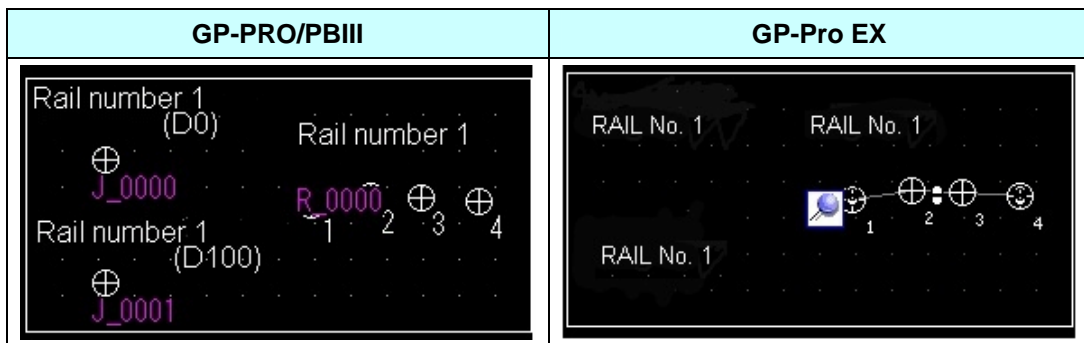 GP-PRO/PBIII
GP-Pro EX
Rail number 1
(D0)
Rail number 1
J_0000
R_0000
1
2
3
4
Rail number 1
(D100)
J_0001
RAIL No. 1
RAIL No. 1
1
2
3
4
RAIL No. 1